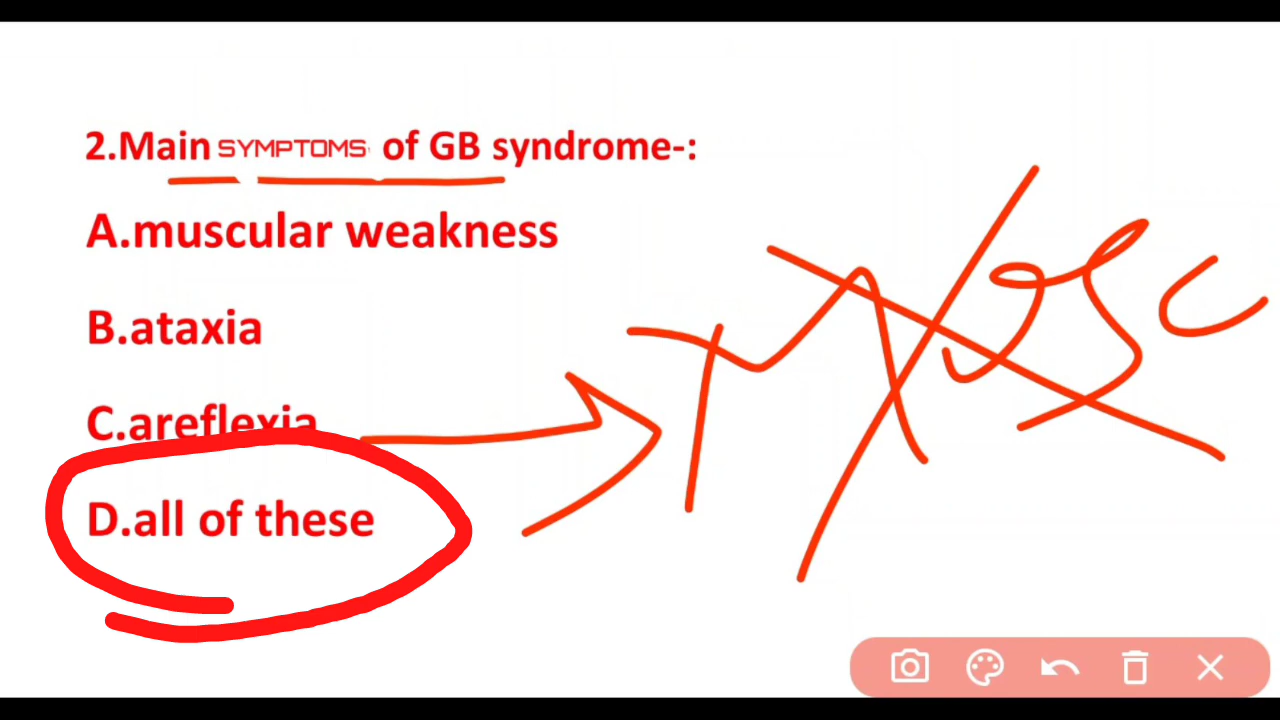 2.Main SYMPTOMS of GB syndrome-:
A.muscular weakness
B.ataxia
C.areflexia
D.all of these